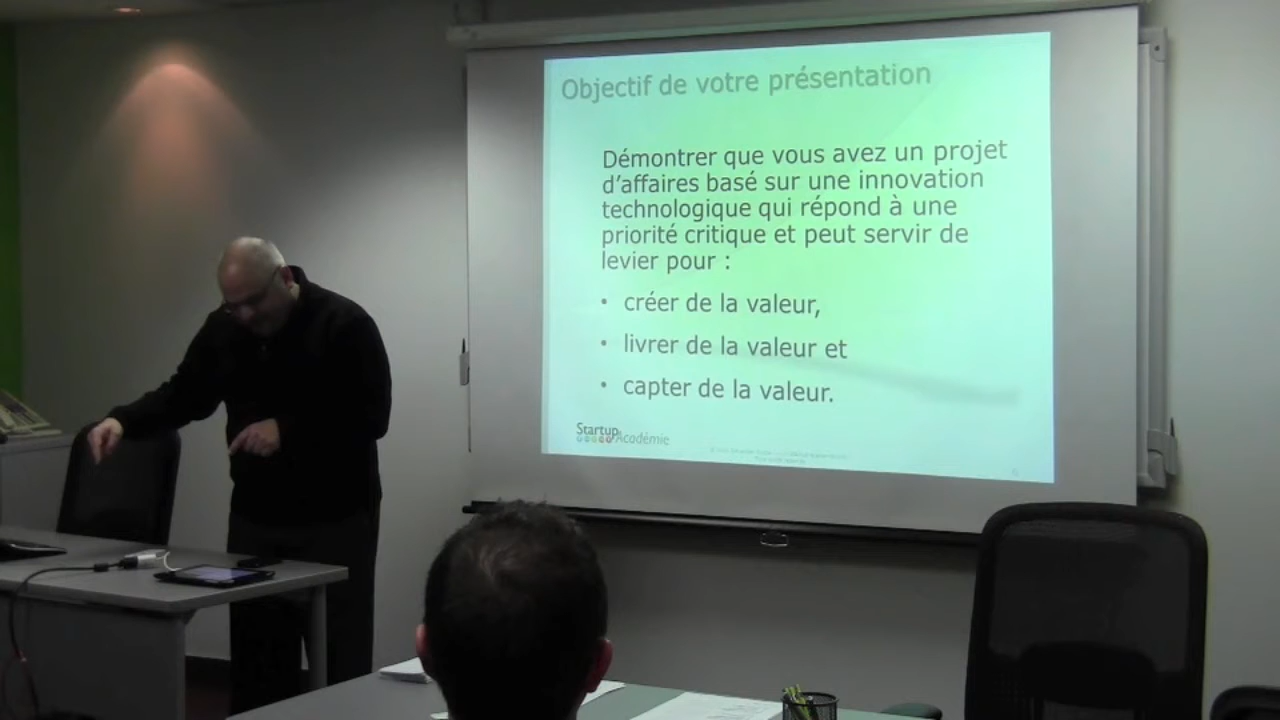 Objectif de votre présentation
Démontrer que vous avez un projet
d'affaires basé sur une innovation
technologique qui répond à une
priorité critique et peut servir de
levier pour :
• créer de la valeur,
• livrer de la valeur et
• capter de la valeur.
Startup
Académie